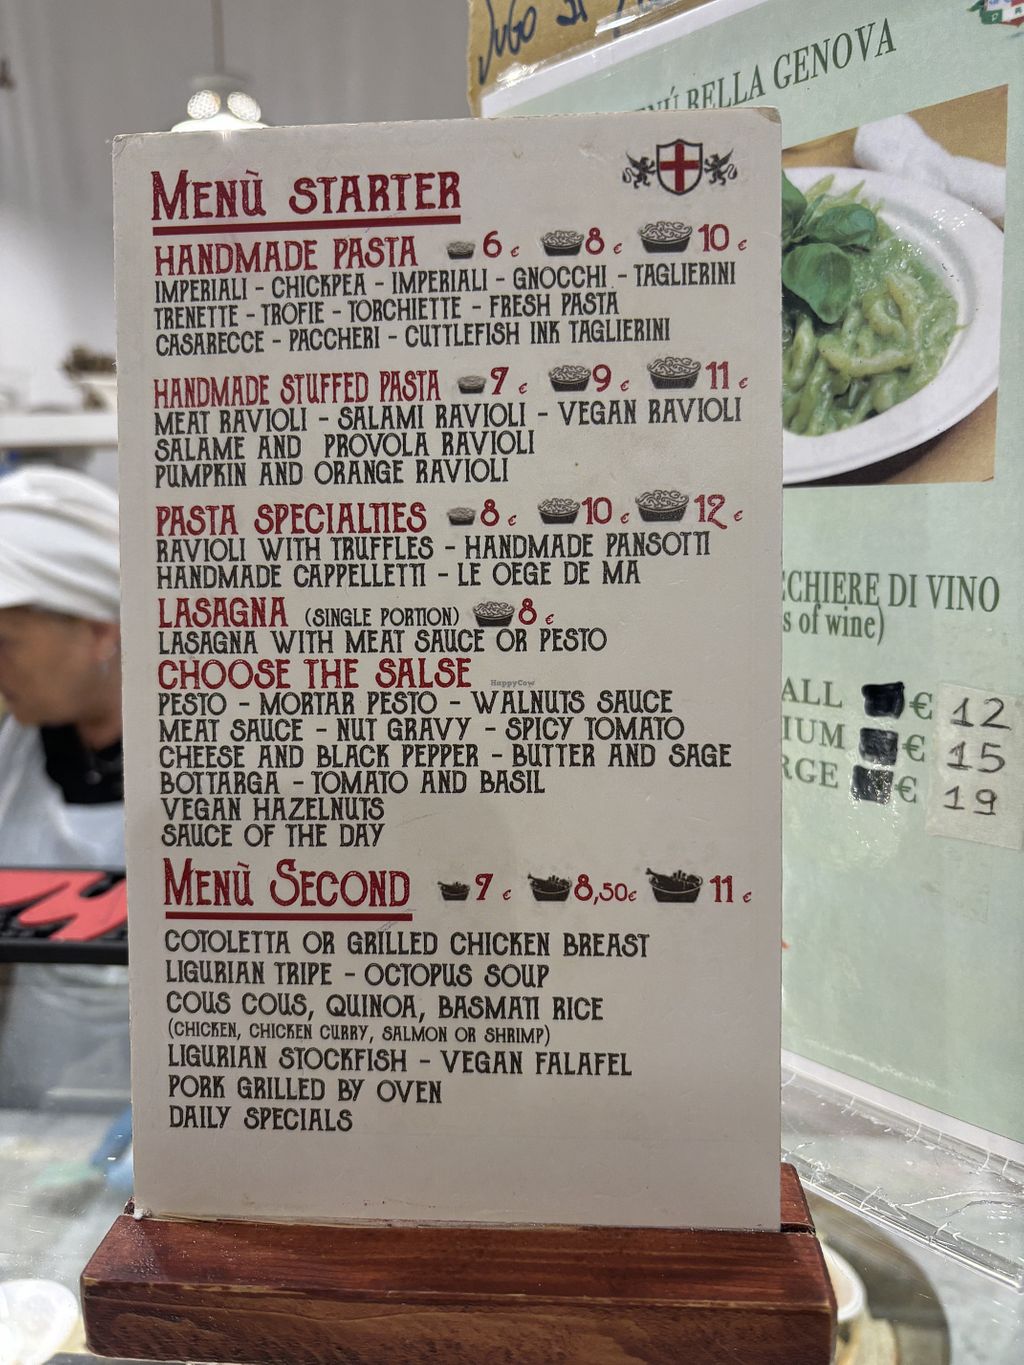 MENÙ STARTER
HANDMADE PASTA 6 € 8 € 10 €
IMPERIALI - CHICKPEA - IMPERIALI - GNOCCHI - TAGLIERINI
TRENETTE - TROFIE - TORCHIETTE - FRESH PASTA
CASARECCE - PACCHERI - CUTTLEFISH INK TAGLIERINI
HANDMADE STUFFED PASTA 7 € 9 € 11 €
MEAT RAVIOLI - SALAMI RAVIOLI - VEGAN RAVIOLI
SALAME AND PROVOLA RAVIOLI
PUMPKIN AND ORANGE RAVIOLI
PASTA SPECIALTIES 8 € 10 € 12 €
RAVIOLI WITH TRUFFLES - HANDMADE PANSOTTI
HANDMADE CAPPELLETTI - LE OEGE DE MA
LASAGNA (SINGLE PORTION) 8 €
LASAGNA WITH MEAT SAUCE OR PESTO
CHOOSE THE SALSE
HappyCow
PESTO - MORTAR PESTO - WALNUTS SAUCE
MEAT SAUCE - NUT GRAVY - SPICY TOMATO
CHEESE AND BLACK PEPPER - BUTTER AND SAGE
BOTTARGA - TOMATO AND BASIL
VEGAN HAZELNUTS
SAUCE OF THE DAY
MENÙ SECOND 7 € 8,50€ 11 €
COTOLETTA OR GRILLED CHICKEN BREAST
LIGURIAN TRIPE - OCTOPUS SOUP
COUS COUS, QUINOA, BASMATI RICE
(CHICKEN, CHICKEN CURRY, SALMON OR SHRIMP)
LIGURIAN STOCKFISH - VEGAN FALAFEL
PORK GRILLED BY OVEN
DAILY SPECIALS
SUGO DI
NÚ BELLA GENOVA
CCHIERE DI VINO
s of wine)
ALL € 12
IUM € 15
RGE € 19